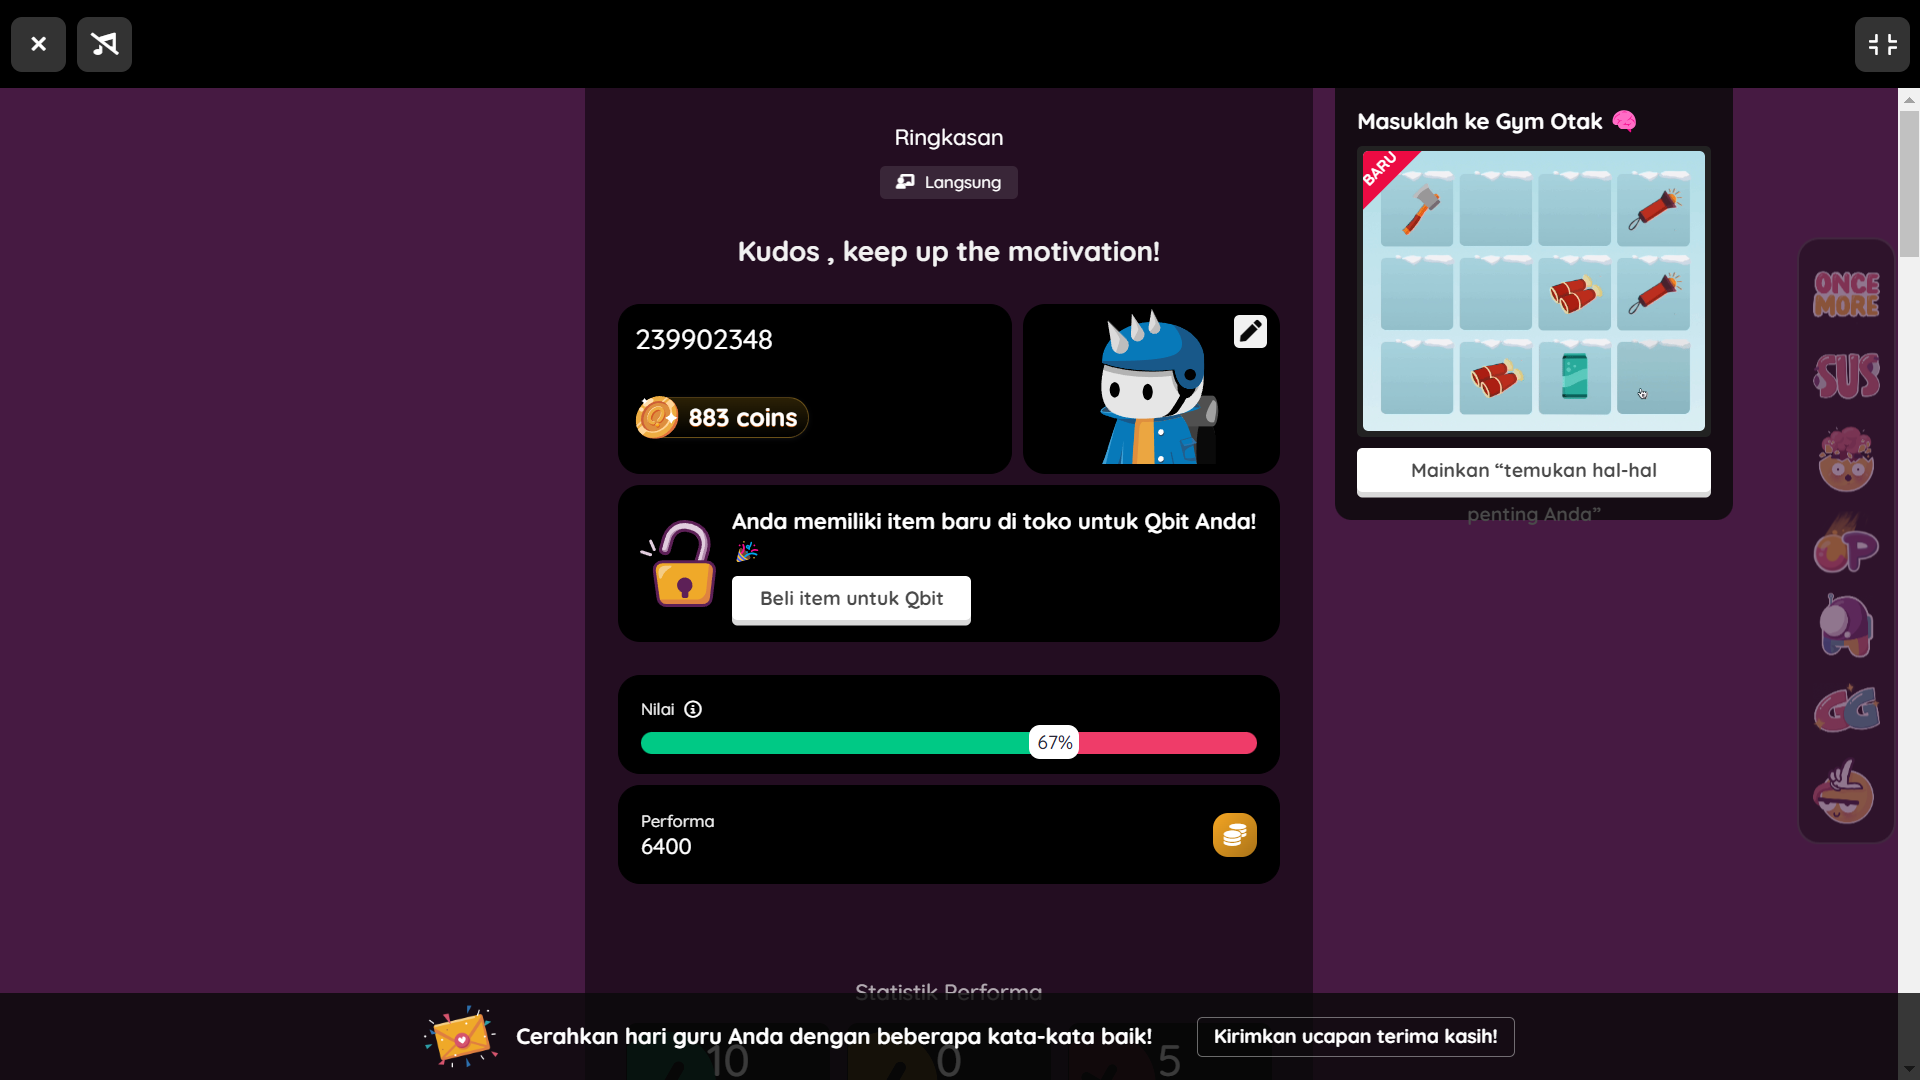 Ringkasan
Langsung
Kudos , keep up the motivation!
239902348
883 coins
Anda memiliki item baru di toko untuk Qbit Anda!
Beli item untuk Qbit
Nilai
67%
Performa
6400
Statistik Performa
10
0
5
Masuklah ke Gym Otak
BARU
Mainkan “temukan hal-hal
penting Anda”
ONCE
MORE
SUS
UP
GG
Cerahkan hari guru Anda dengan beberapa kata-kata baik!
Kirimkan ucapan terima kasih!